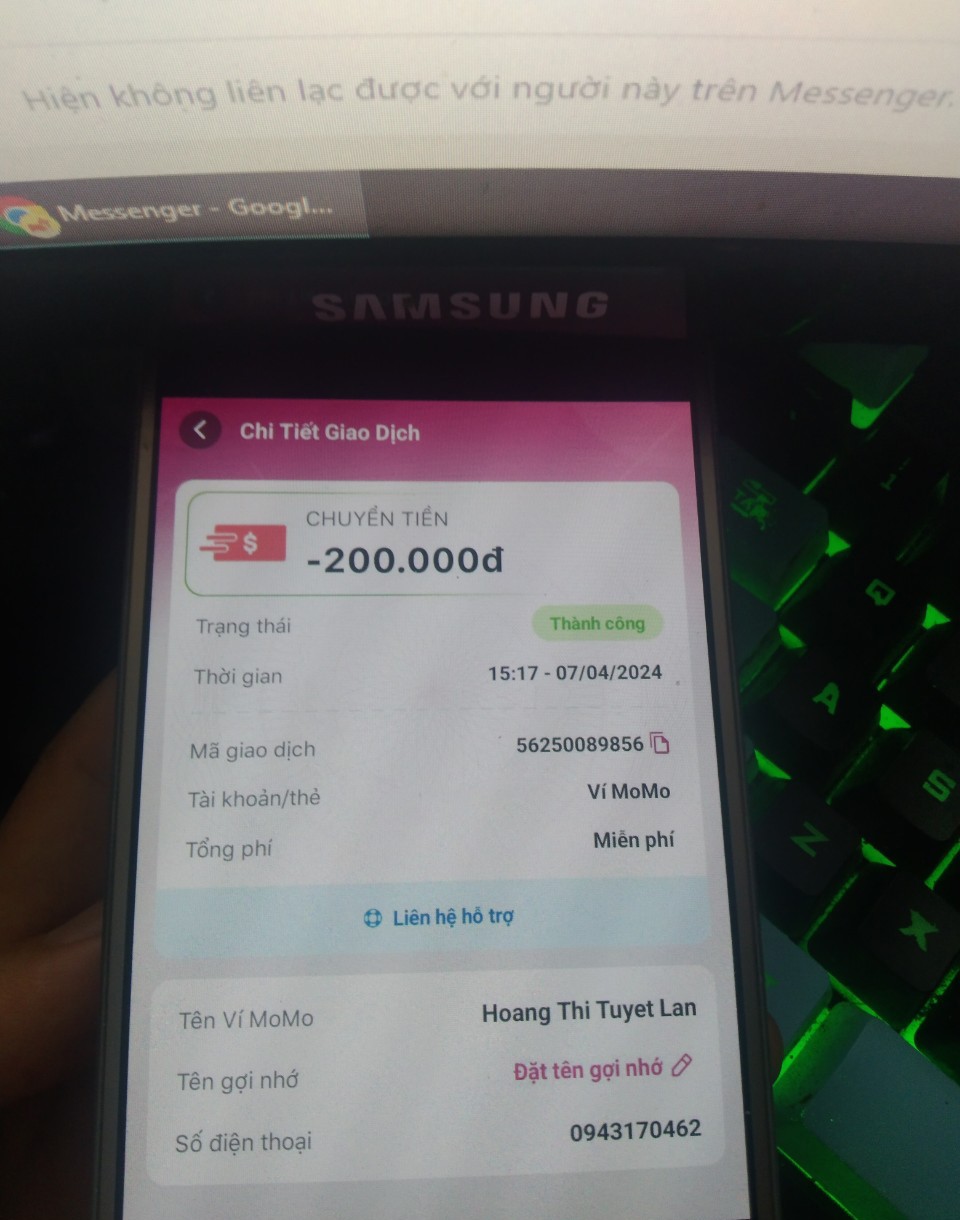 Hiện không liên lạc được với người này trên Messenger.
Messenger - Googl...
SAMSUNG
Chi Tiết Giao Dịch
CHUYỂN TIỀN
-200.000đ
Trạng thái Thành công
Thời gian 15:17 - 07/04/2024
Mã giao dịch 56250089856
Tài khoản/thẻ Ví MoMo
Tổng phí Miễn phí
Liên hệ hỗ trợ
Tên Ví MoMo Hoang Thi Tuyet Lan
Tên gợi nhớ Đặt tên gợi nhớ
Số điện thoại 0943170462
1
TAB
Q
A
S
Z
X